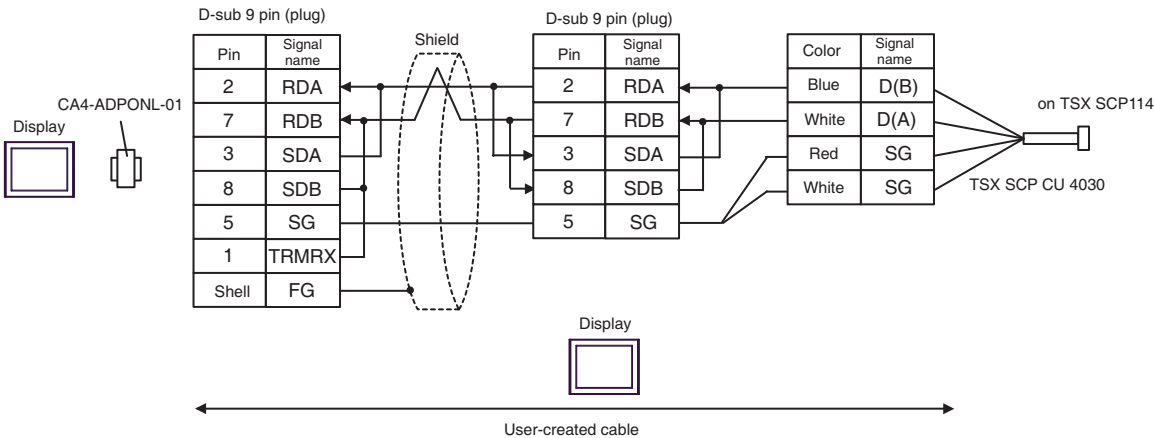 D-sub 9 pin (plug)
Pin Signal name
2 RDA
7 RDB
3 SDA
8 SDB
5 SG
1 TRMRX
Shell FG
CA4-ADPONL-01
Display
Shield
D-sub 9 pin (plug)
Pin Signal name
2 RDA
7 RDB
3 SDA
8 SDB
5 SG
Color Signal name
Blue D(B)
White D(A)
Red SG
White SG
on TSX SCP114
TSX SCP CU 4030
Display
User-created cable